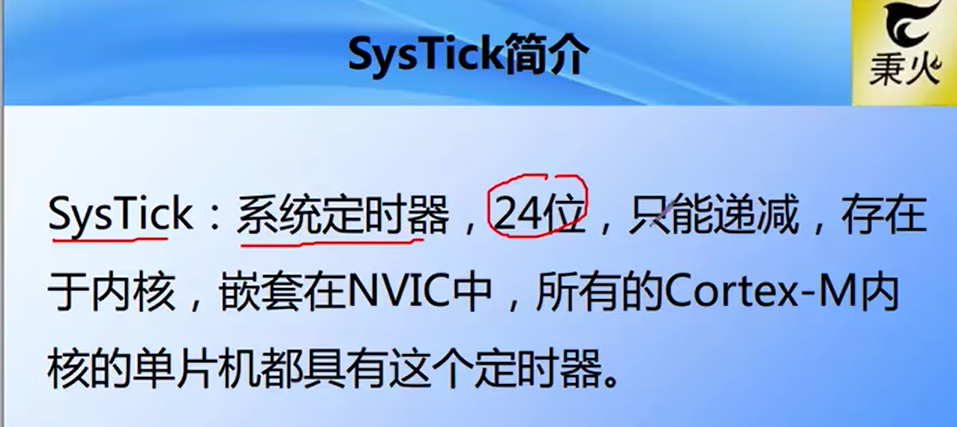 SysTick简介
秉火
SysTick：系统定时器，24位，只能递减，存在
于内核，嵌套在NVIC中，所有的Cortex-M内
核的单片机都具有这个定时器。